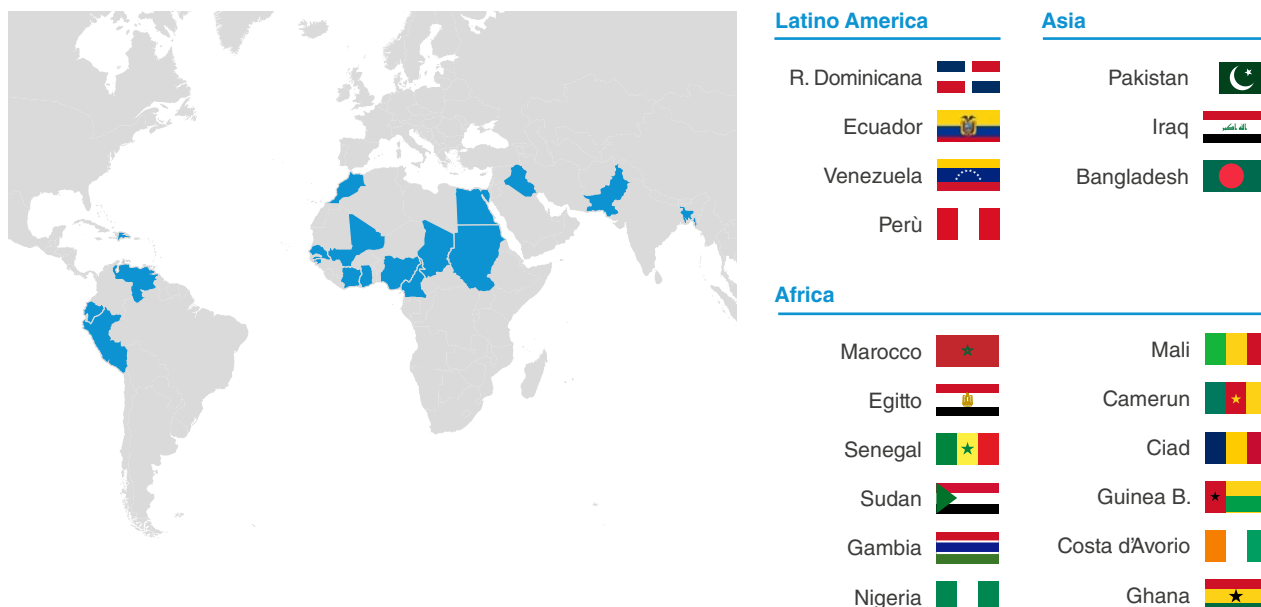 Latino America
R. Dominicana
Ecuador
Venezuela
Perù
Asia
Pakistan
Iraq
Bangladesh
Africa
Marocco
Egitto
Senegal
Sudan
Gambia
Nigeria
Mali
Camerun
Ciad
Guinea B.
Costa d'Avorio
Ghana